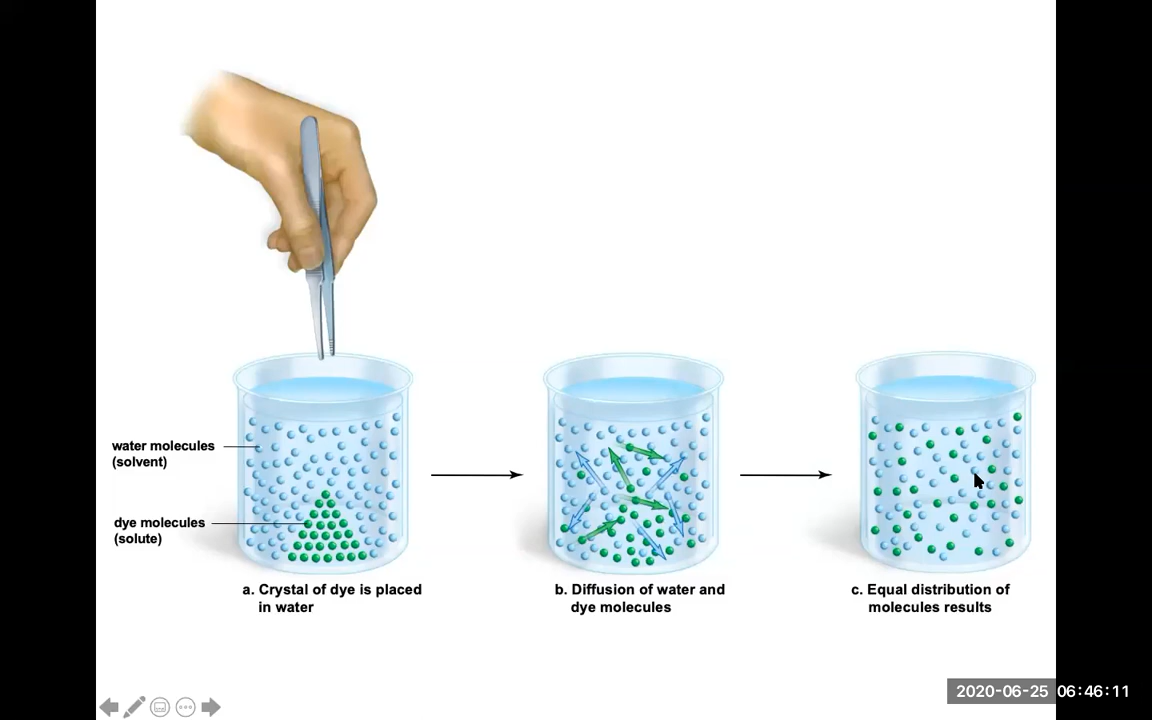 water molecules
(solvent)
dye molecules
(solute)
a. Crystal of dye is placed
in water
b. Diffusion of water and
dye molecules
c. Equal distribution of
molecules results
2020-06-25 06:46:11